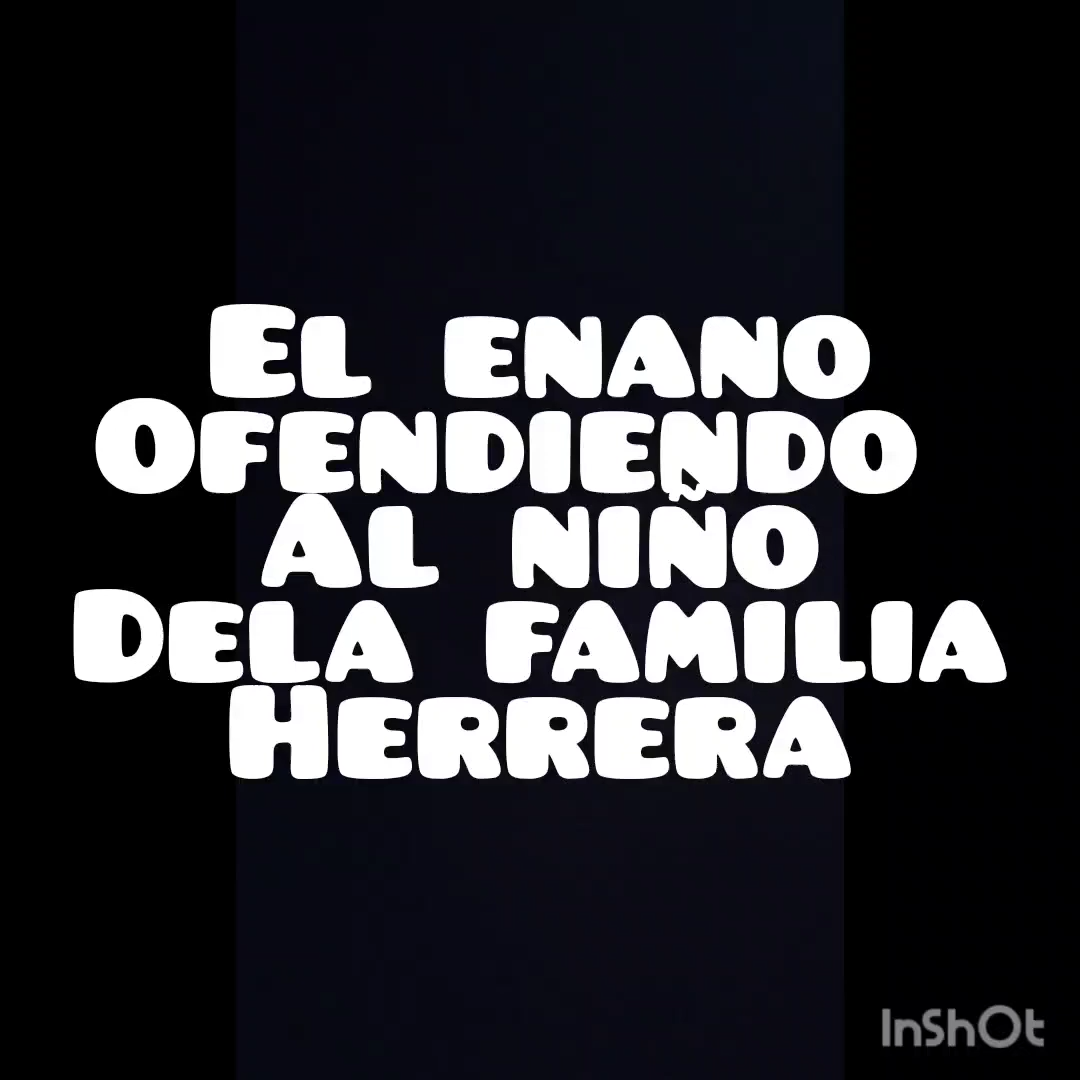 El enano
Ofendiendo
Al niño
Dela familia
Herrera
InShOt